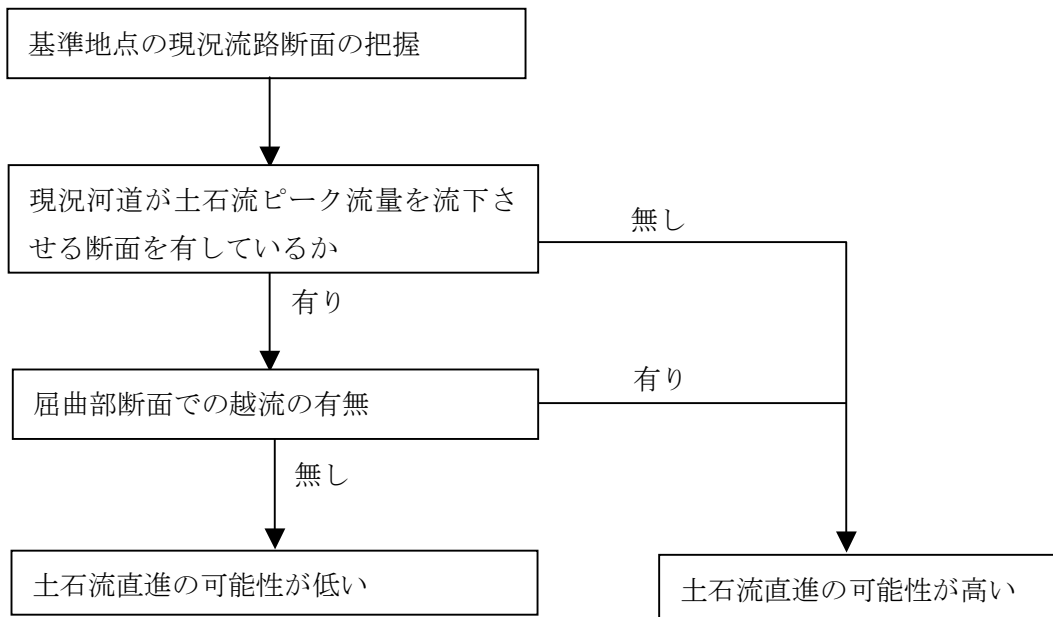 基準地点の現況流路断面の把握
現況河道が土石流ピーク流量を流下さ
せる断面を有しているか
無し
有り
屈曲部断面での越流の有無
有り
無し
土石流直進の可能性が低い
土石流直進の可能性が高い